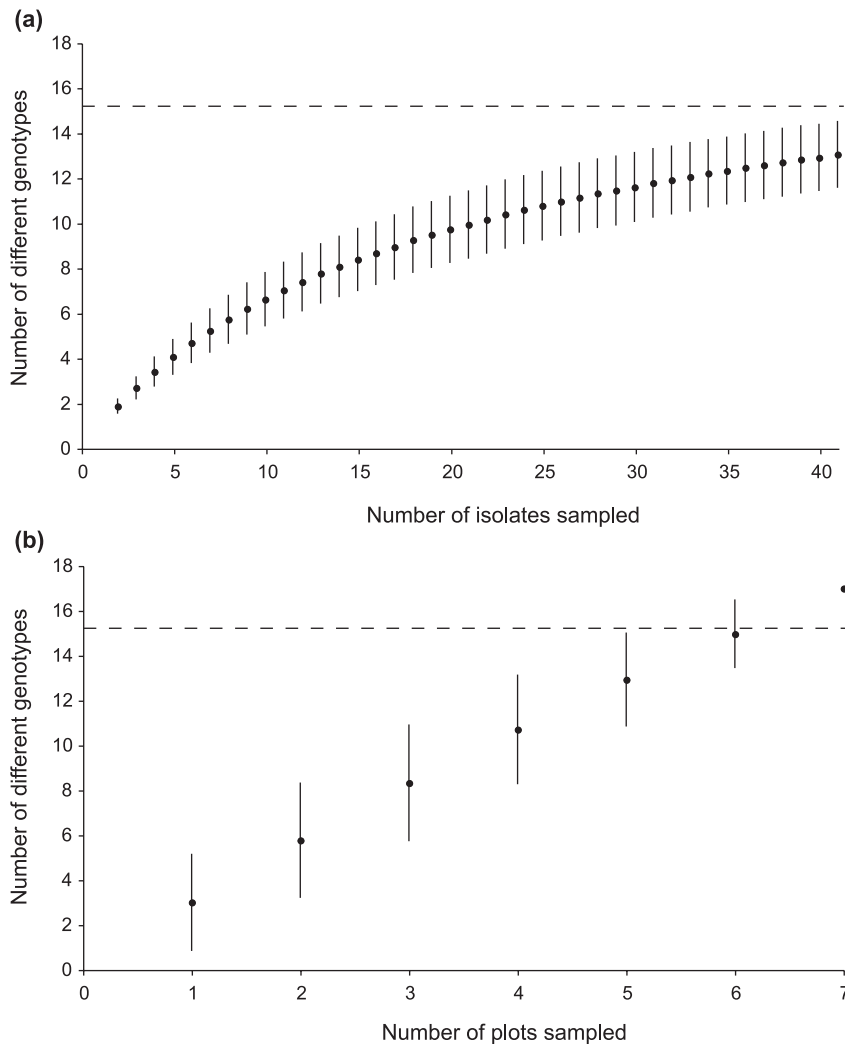 (a)
18
16
14
12
10
8
6
4
2
0
Number of different genotypes
0 5 10 15 20 25 30 35 40
Number of isolates sampled
(b)
18
16
14
12
10
8
6
4
2
0
Number of different genotypes
0 1 2 3 4 5 6 7
Number of plots sampled